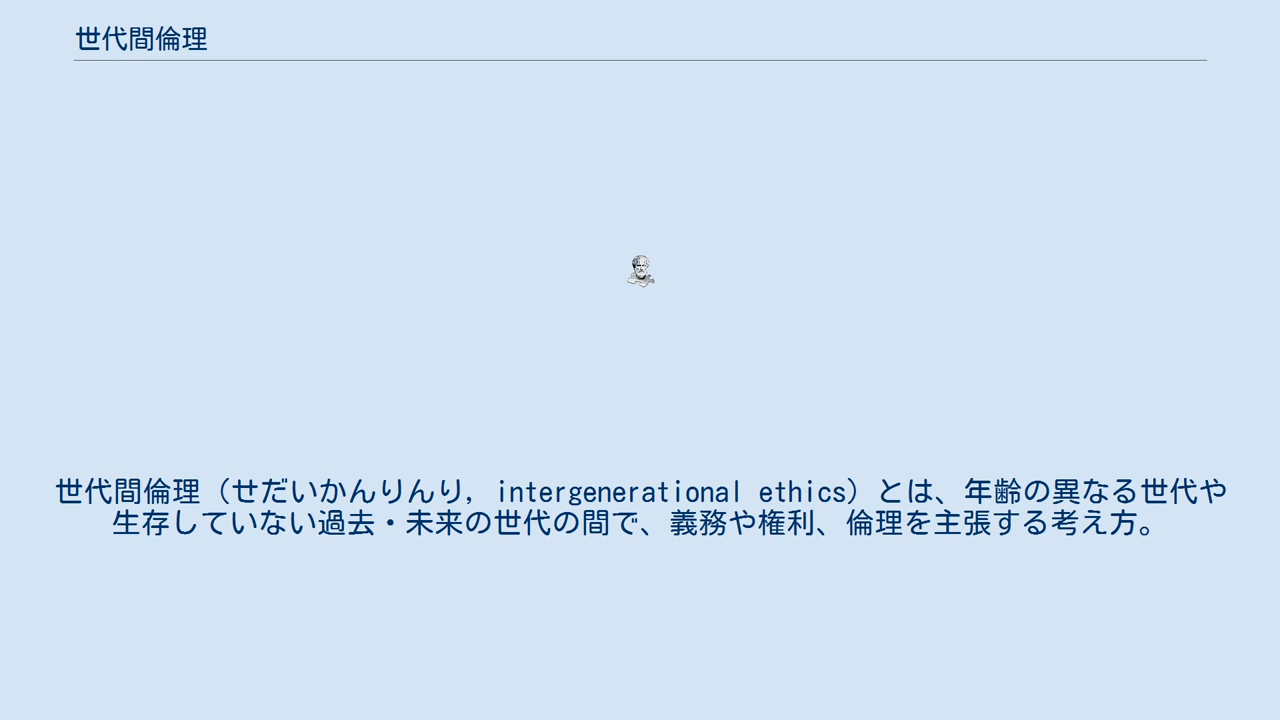 世代間倫理
世代間倫理（せだいかんりんり, intergenerational ethics）とは、年齢の異なる世代や
生存していない過去・未来の世代の間で、義務や権利、倫理を主張する考え方。